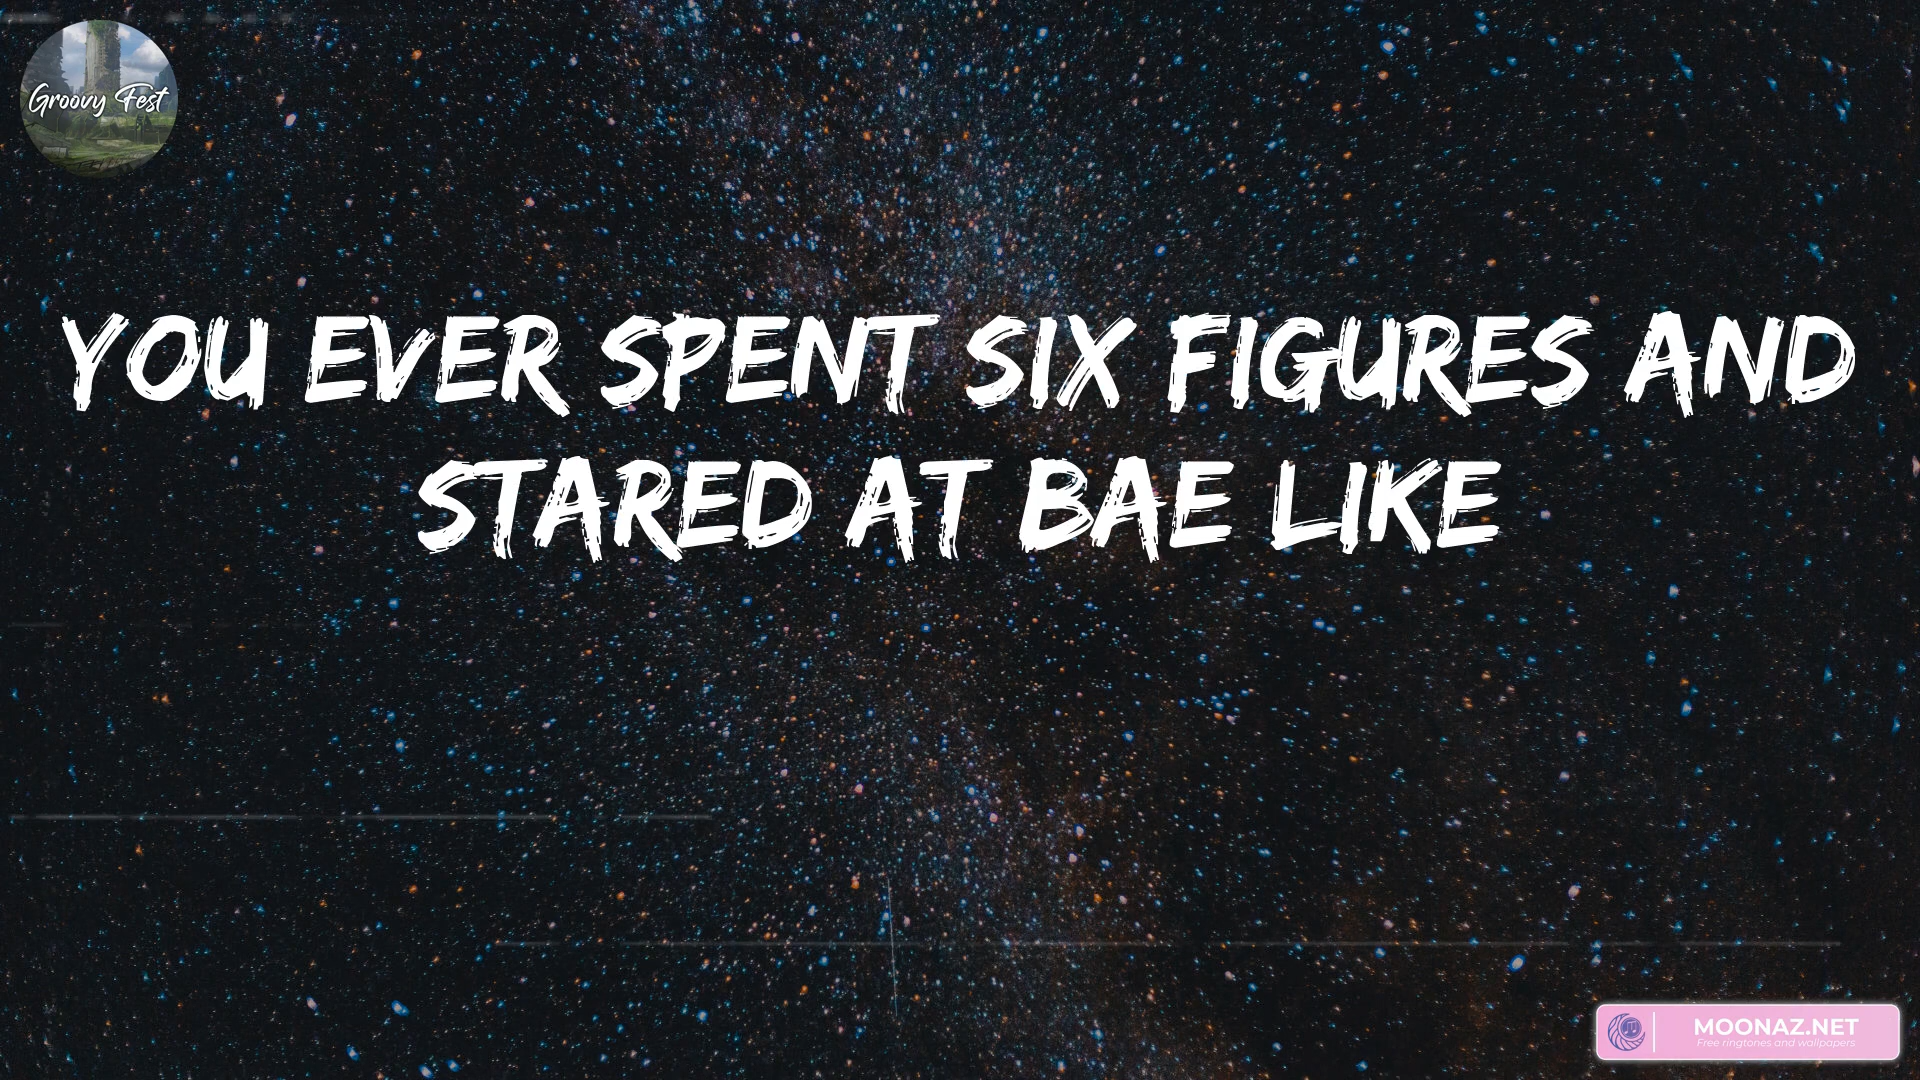 Groovy Fest
YOU EVER SPENT SIX FIGURES AND
STARED AT BAE LIKE
MOONAZ.NET
Free ringtones and wallpapers